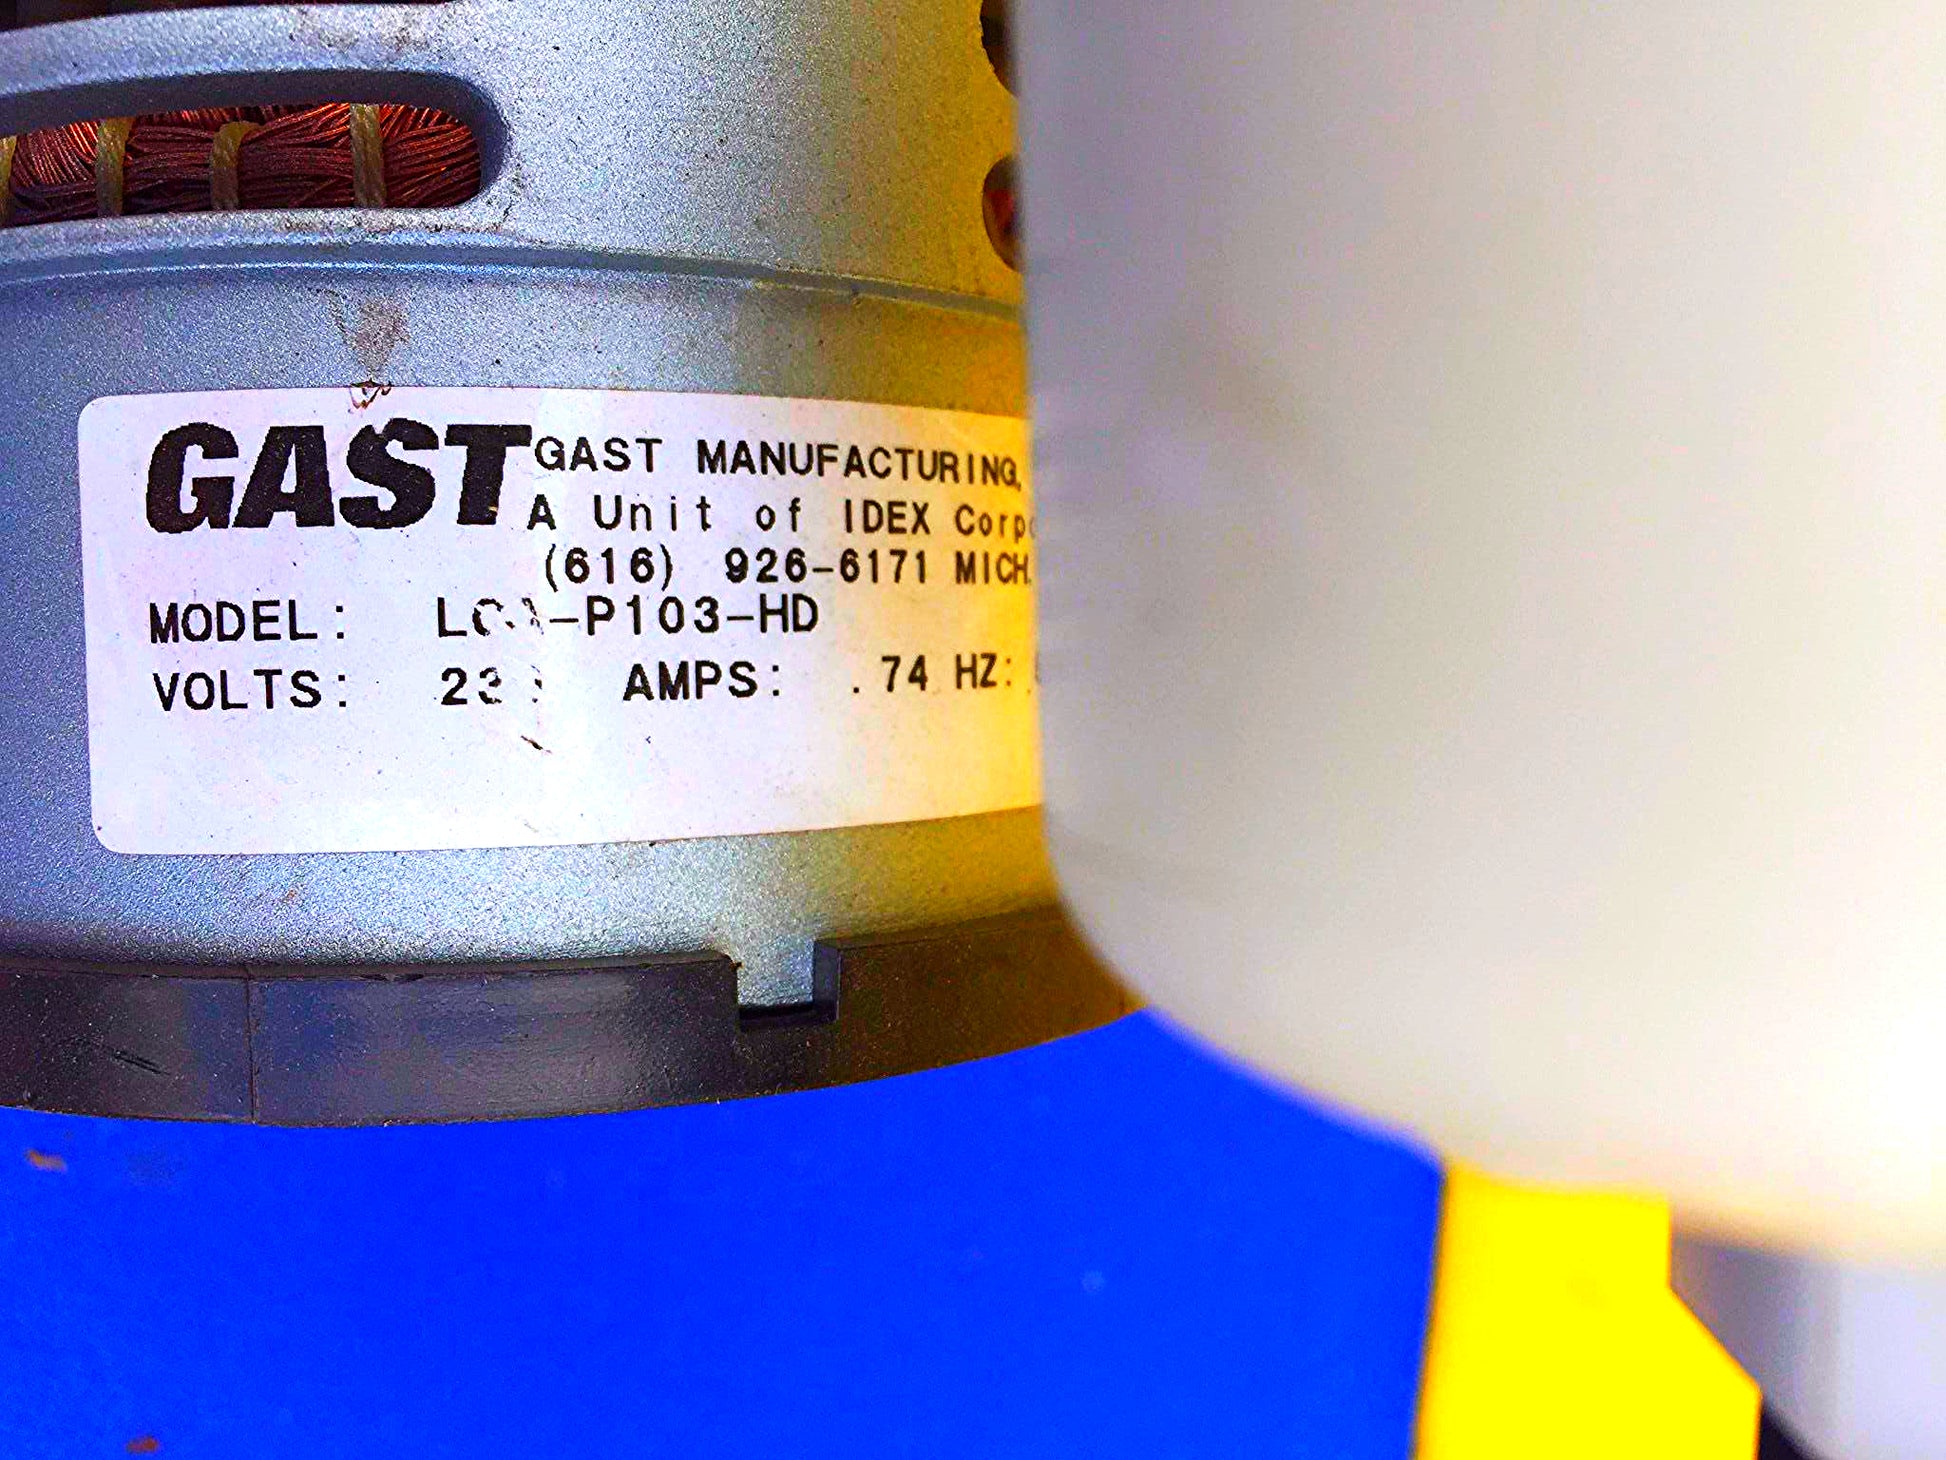 GAST GAST MANUFACTURING,
A Unit of IDEX
(616) 926-6171 MICH.
MODEL:
VOLTS: AMPS: .74 HZ: